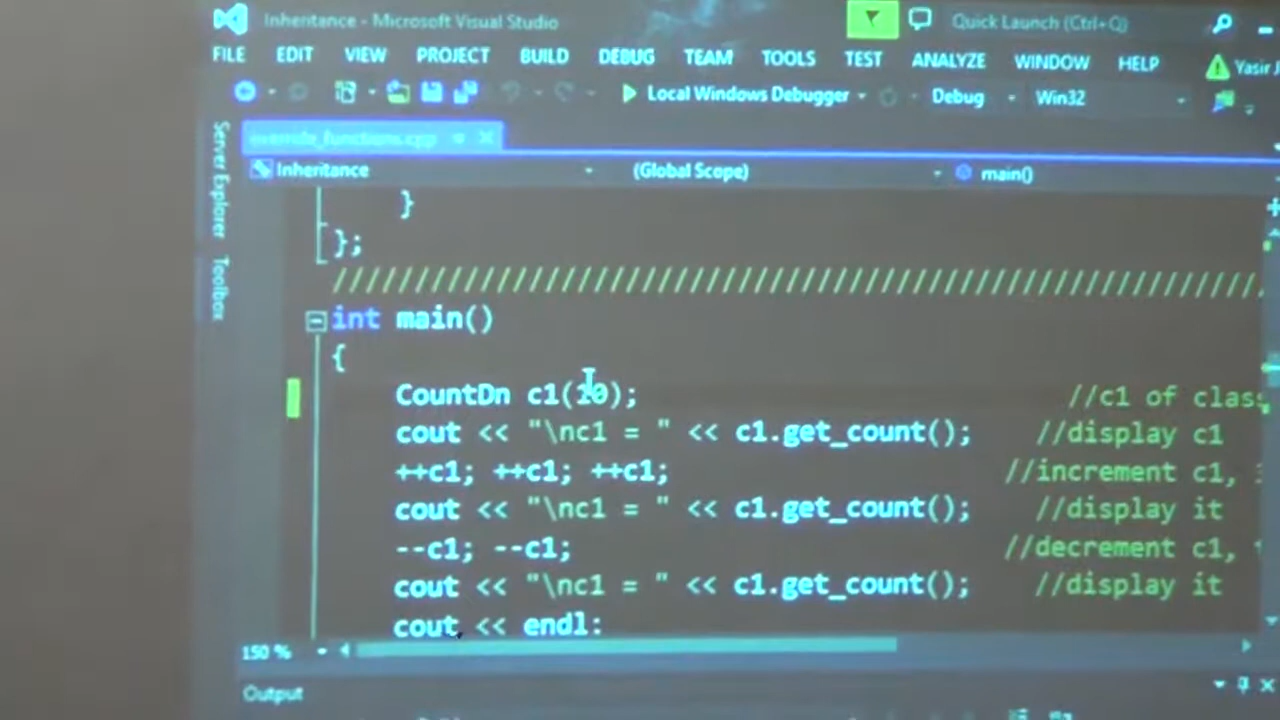 Inheritance - Microsoft Visual Studio
Quick Launch (Ctrl+Q)
FILE EDIT VIEW PROJECT BUILD DEBUG TEAM TOOLS TEST ANALYZE WINDOW HELP Yasir J
Local Windows Debugger Debug Win32
Server Explorer
Toolbox
override_functions.cpp
Inheritance (Global Scope) main()
}
};
int main()
{
CountDn c1(10); //c1 of class
cout << "\nc1 = " << c1.get_count(); //display c1
++c1; ++c1; ++c1; //increment c1,
cout << "\nc1 = " << c1.get_count(); //display it
--c1; --c1; //decrement c1,
cout << "\nc1 = " << c1.get_count(); //display it
cout << endl;
150 %
Output